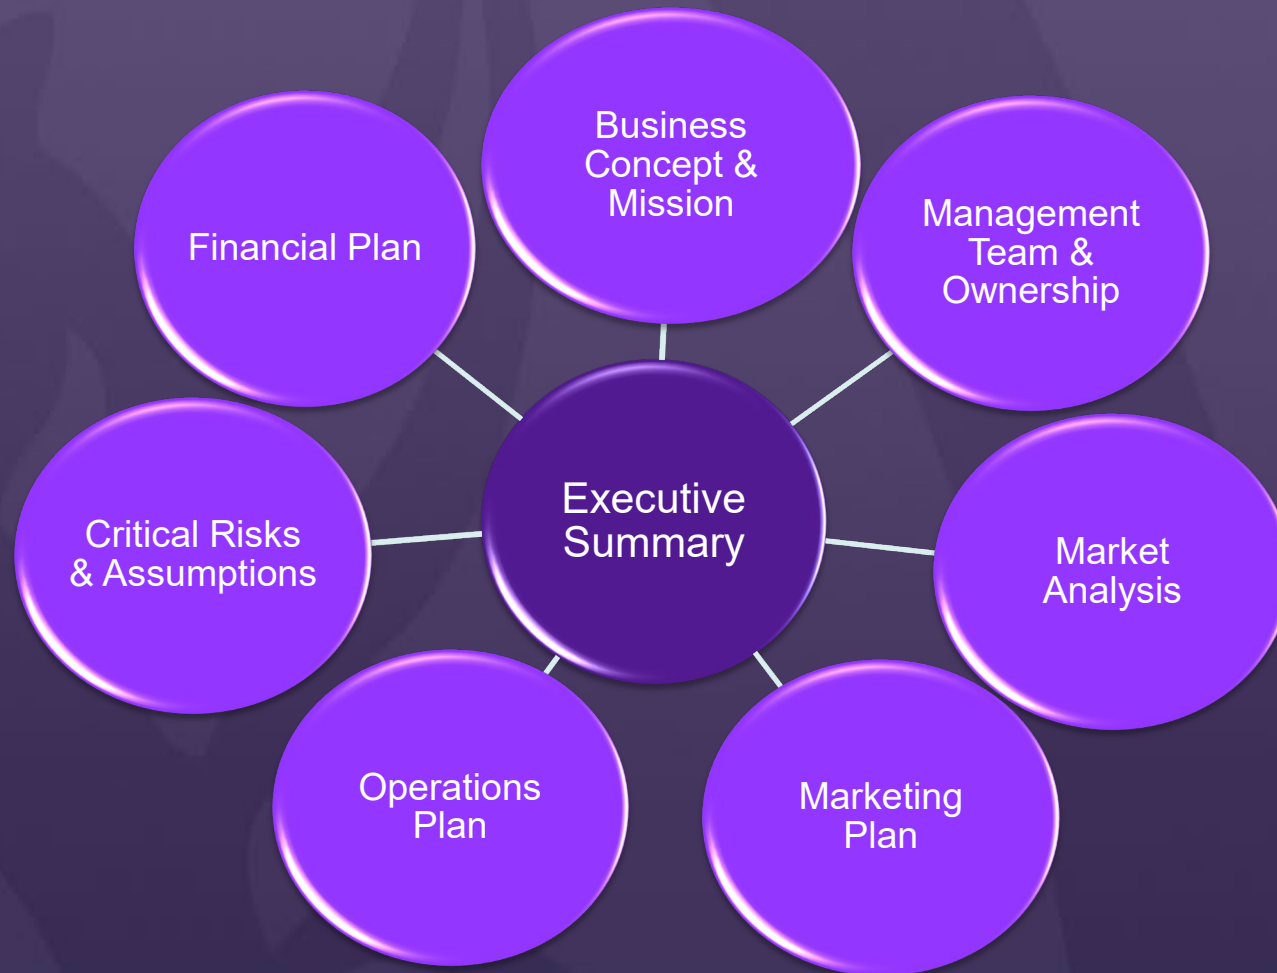 Business
Concept &
Mission
Management
Team &
Ownership
Market
Analysis
Marketing
Plan
Operations
Plan
Critical Risks
& Assumptions
Financial Plan
Executive
Summary